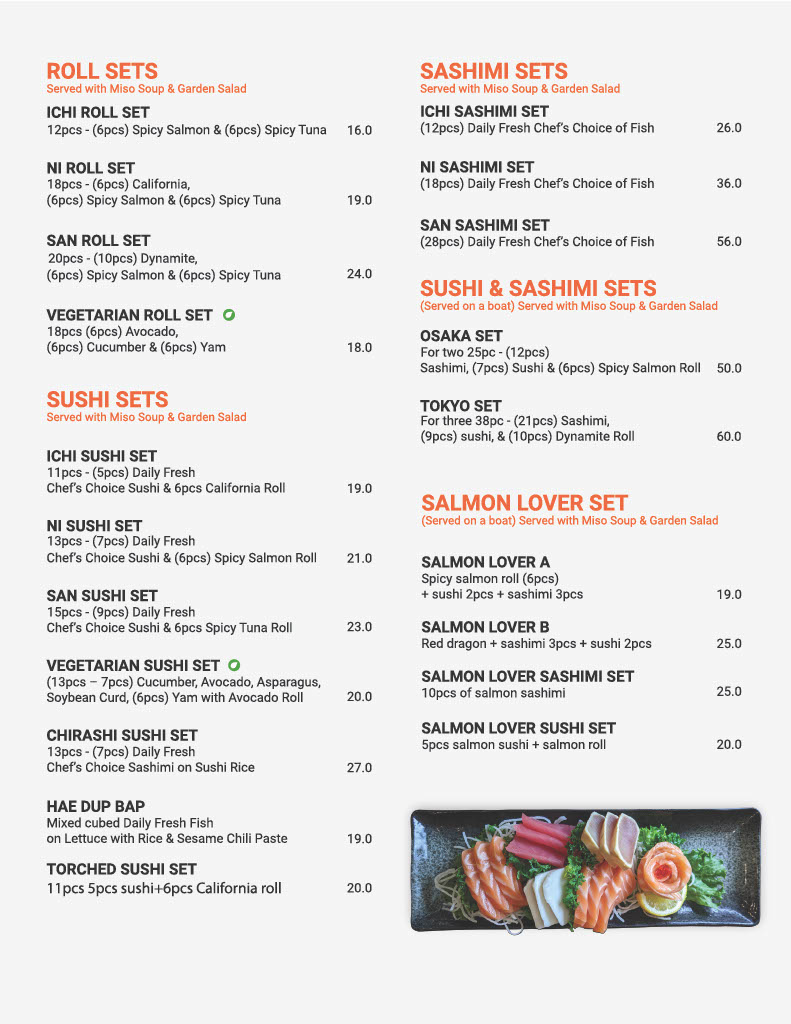 ROLL SETS
Served with Miso Soup & Garden Salad
ICHI ROLL SET
12pcs - (6pcs) Spicy Salmon & (6pcs) Spicy Tuna 16.0
NI ROLL SET
18pcs - (6pcs) California,
(6pcs) Spicy Salmon & (6pcs) Spicy Tuna 19.0
SAN ROLL SET
20pcs - (10pcs) Dynamite,
(6pcs) Spicy Salmon & (6pcs) Spicy Tuna 24.0
VEGETARIAN ROLL SET
18pcs (6pcs) Avocado,
(6pcs) Cucumber & (6pcs) Yam 18.0
SUSHI SETS
Served with Miso Soup & Garden Salad
ICHI SUSHI SET
11pcs - (5pcs) Daily Fresh
Chef's Choice Sushi & 6pcs California Roll 19.0
NI SUSHI SET
13pcs - (7pcs) Daily Fresh
Chef's Choice Sushi & (6pcs) Spicy Salmon Roll 21.0
SAN SUSHI SET
15pcs - (9pcs) Daily Fresh
Chef's Choice Sushi & 6pcs Spicy Tuna Roll 23.0
VEGETARIAN SUSHI SET
(13pcs – 7pcs) Cucumber, Avocado, Asparagus,
Soybean Curd, (6pcs) Yam with Avocado Roll 20.0
CHIRASHI SUSHI SET
13pcs - (7pcs) Daily Fresh
Chef's Choice Sashimi on Sushi Rice 27.0
HAE DUP BAP
Mixed cubed Daily Fresh Fish
on Lettuce with Rice & Sesame Chili Paste 19.0
TORCHED SUSHI SET
11pcs 5pcs sushi+6pcs California roll 20.0
SASHIMI SETS
Served with Miso Soup & Garden Salad
ICHI SASHIMI SET
(12pcs) Daily Fresh Chef's Choice of Fish 26.0
NI SASHIMI SET
(18pcs) Daily Fresh Chef's Choice of Fish 36.0
SAN SASHIMI SET
(28pcs) Daily Fresh Chef's Choice of Fish 56.0
SUSHI & SASHIMI SETS
(Served on a boat) Served with Miso Soup & Garden Salad
OSAKA SET
For two 25pc - (12pcs)
Sashimi, (7pcs) Sushi & (6pcs) Spicy Salmon Roll 50.0
TOKYO SET
For three 38pc - (21pcs) Sashimi,
(9pcs) sushi, & (10pcs) Dynamite Roll 60.0
SALMON LOVER SET
(Served on a boat) Served with Miso Soup & Garden Salad
SALMON LOVER A
Spicy salmon roll (6pcs)
+ sushi 2pcs + sashimi 3pcs 19.0
SALMON LOVER B
Red dragon + sashimi 3pcs + sushi 2pcs 25.0
SALMON LOVER SASHIMI SET
10pcs of salmon sashimi 25.0
SALMON LOVER SUSHI SET
5pcs salmon sushi + salmon roll 20.0